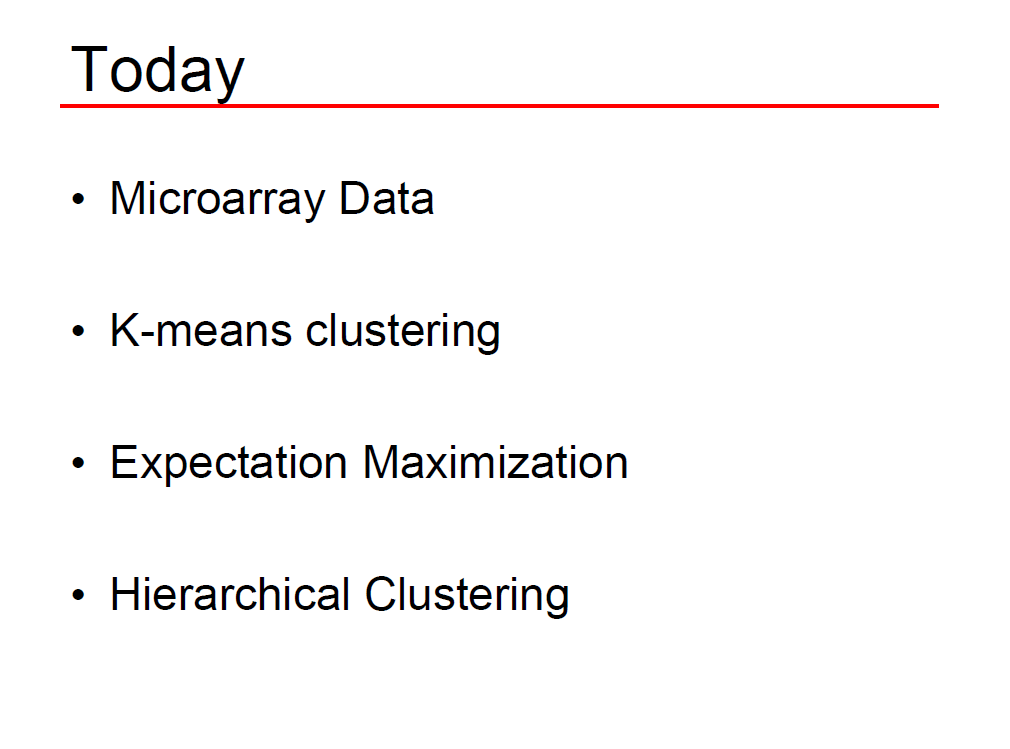 Today
• Microarray Data
• K-means clustering
• Expectation Maximization
• Hierarchical Clustering